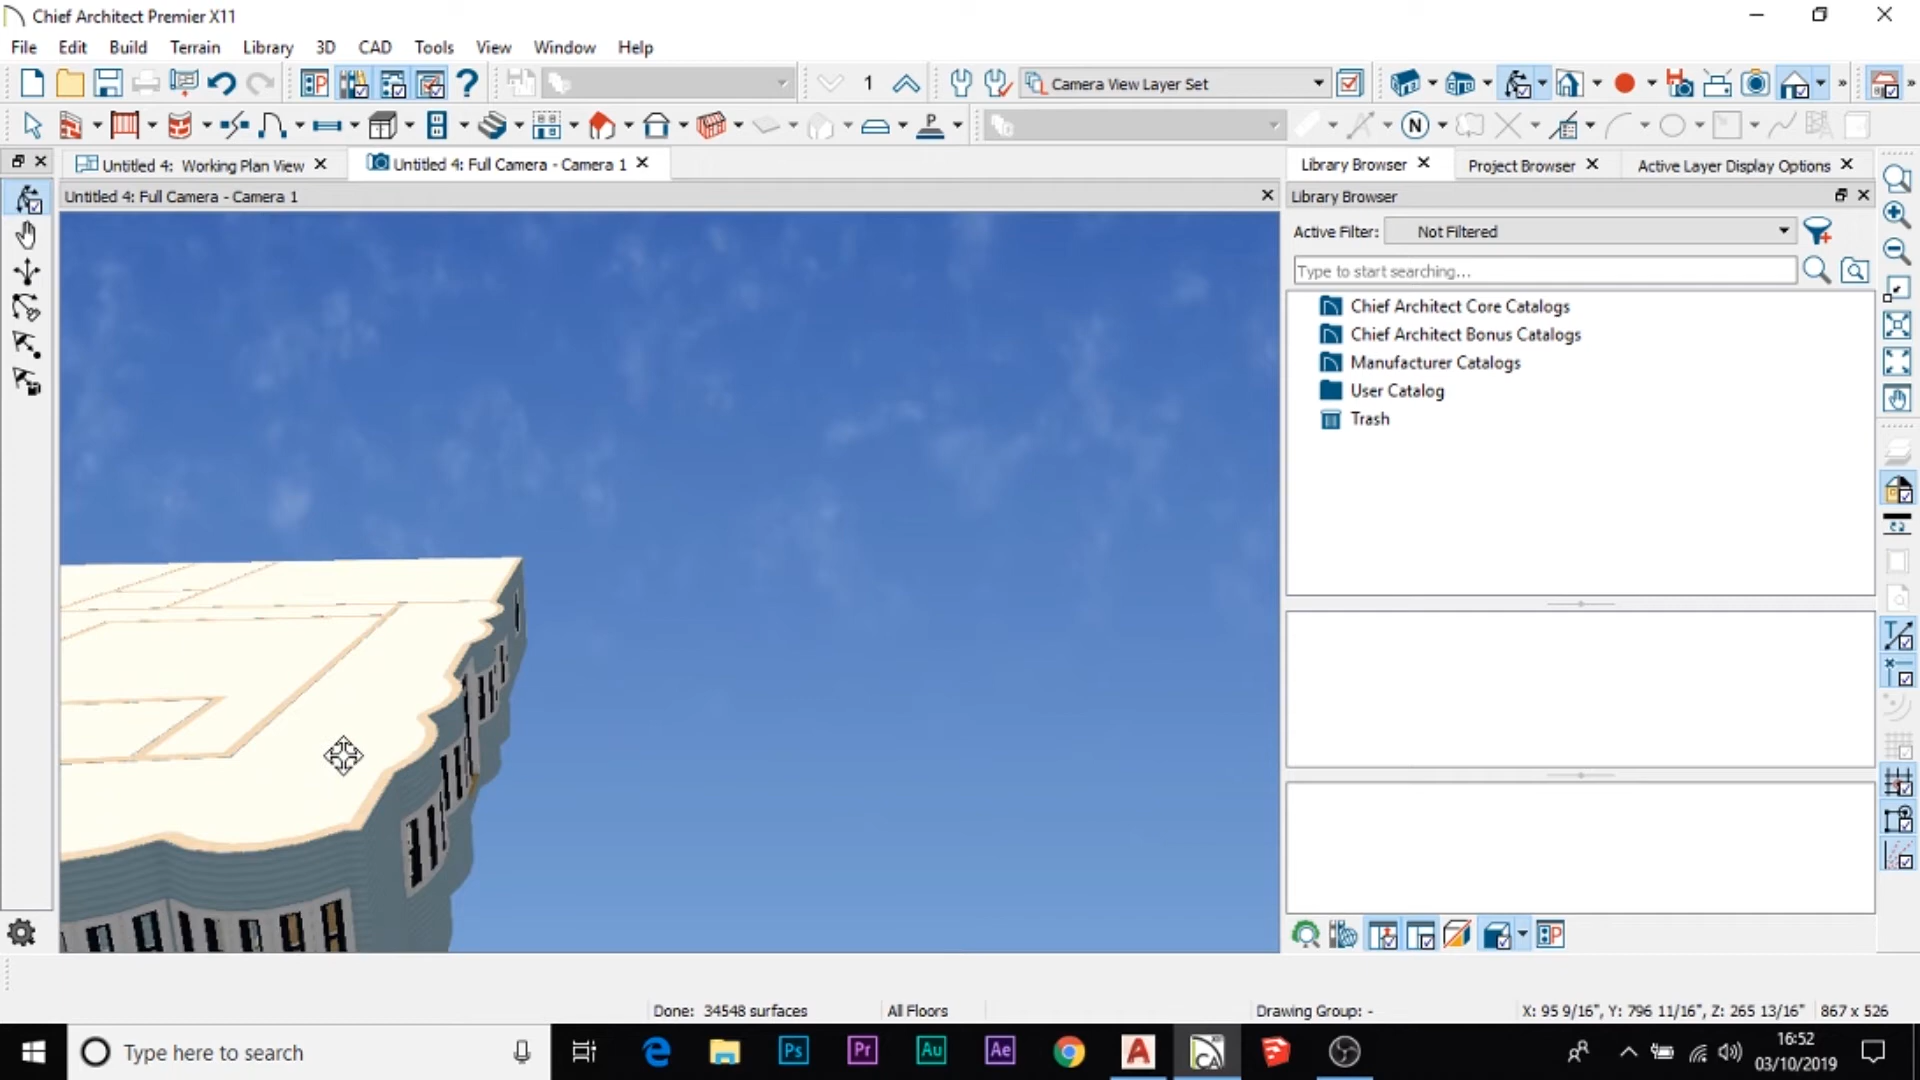 Chief Architect Premier X11
File Edit Build Terrain Library 3D CAD Tools View Window Help
1 Camera View Layer Set
N P
Untitled 4: Working Plan View Untitled 4: Full Camera - Camera 1 Library Browser Project Browser Active Layer Display Options
Untitled 4: Full Camera - Camera 1 Library Browser
Active Filter: Not Filtered
Type to start searching...
Chief Architect Core Catalogs
Chief Architect Bonus Catalogs
Manufacturer Catalogs
User Catalog
Trash
Done: 34548 surfaces All Floors Drawing Group: - X: 95 9/16", Y: 796 11/16", Z: 265 13/16" 867 x 526
Type here to search Ps Pr Au Ae CA 16:52
03/10/2019